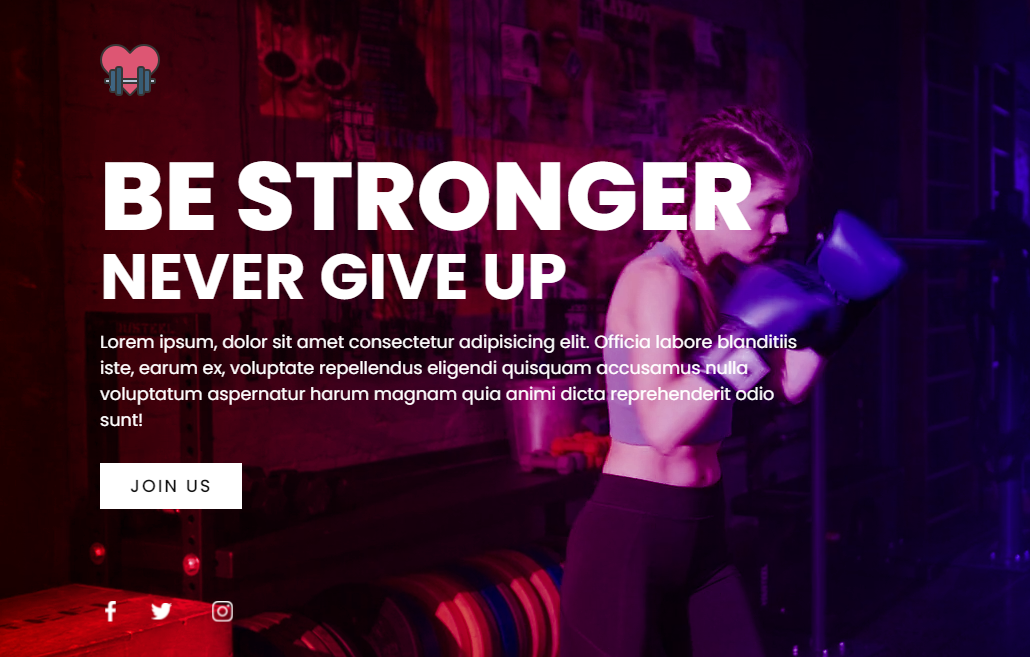 BE STRONGER
NEVER GIVE UP
Lorem ipsum, dolor sit amet consectetur adipisicing elit. Officia labore blanditiis
iste, earum ex, voluptate repellendus eligendi quisquam accusamus nulla
voluptatum aspernatur harum magnam quia animi dicta reprehenderit odio
sunt!
JOIN US